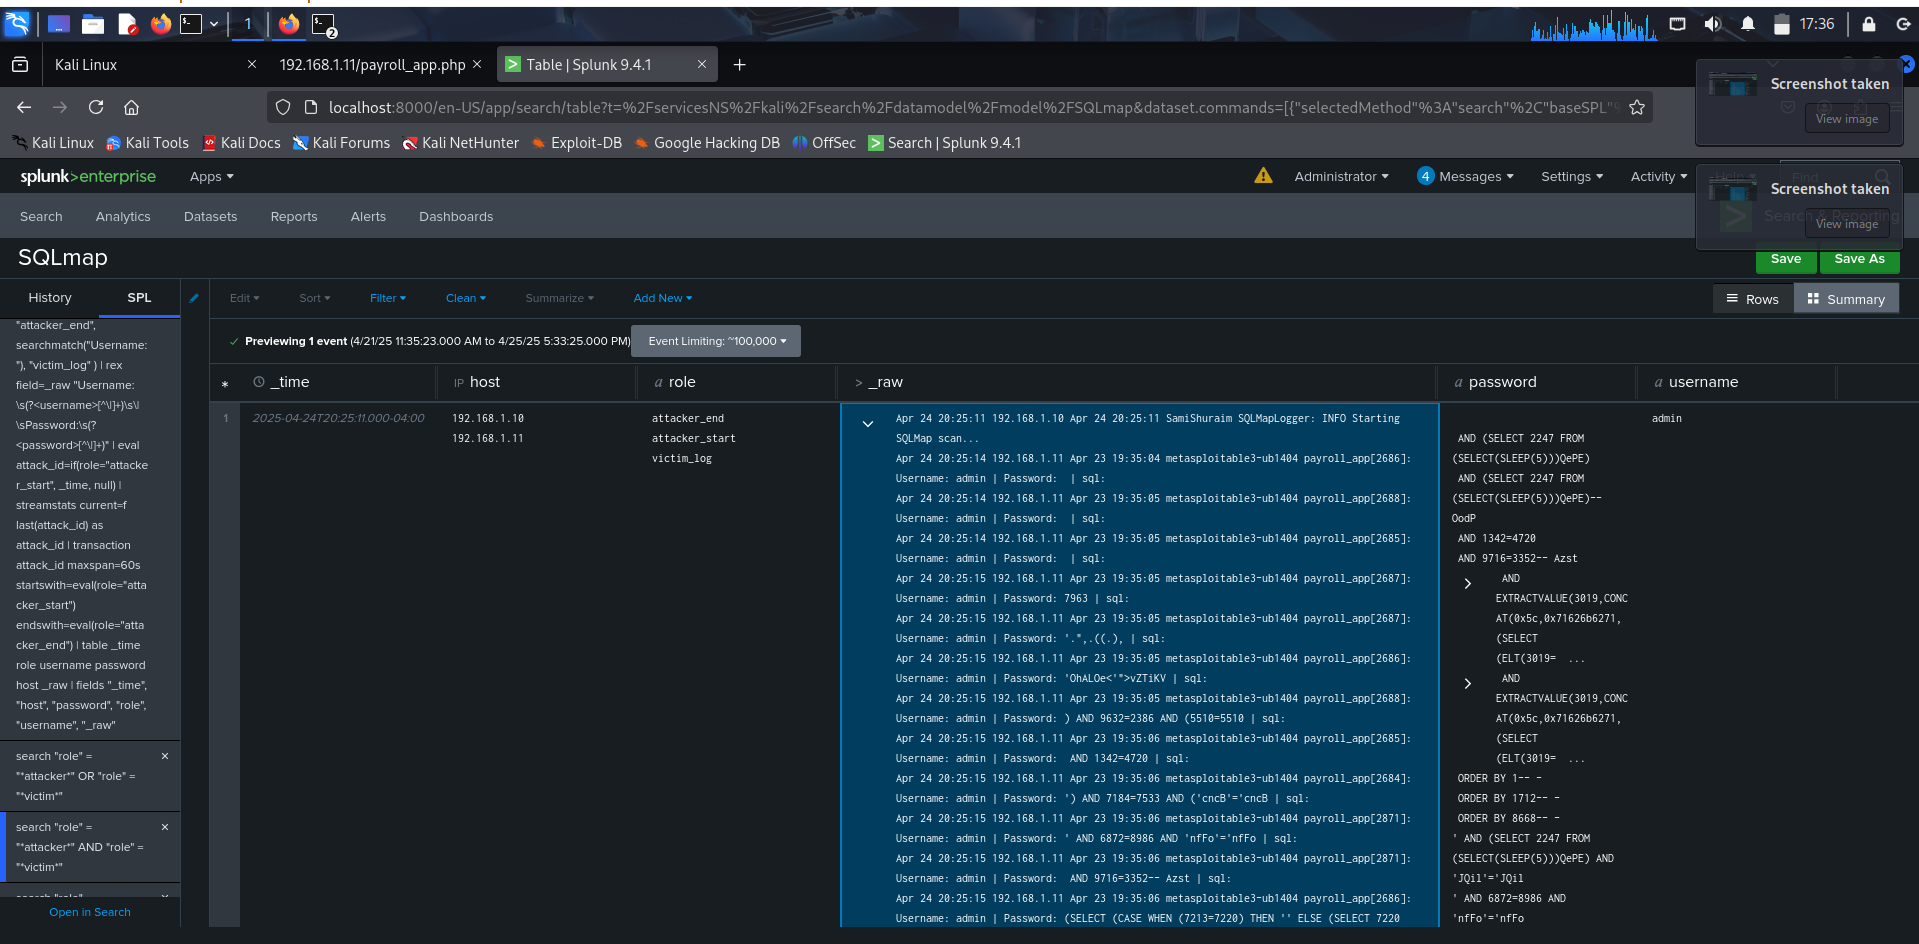 1
2
17:36
Kali Linux
192.168.1.11/payroll_app.php
Table | Splunk 9.4.1
Screenshot taken
View image
localhost:8000/en-US/app/search/table?t=%2FservicesNS%2Fkali%2Fsearch%2Fdatamodel%2Fmodel%2FSQLmap&dataset.commands=[{"selectedMethod"%3A"search"%2C"baseSPL"
Kali Linux Kali Tools Kali Docs Kali Forums Kali NetHunter Exploit-DB Google Hacking DB OffSec Search | Splunk 9.4.1
splunk>enterprise Apps
Administrator 4 Messages Settings Activity Find
Screenshot taken
View image
Search Analytics Datasets Reports Alerts Dashboards
Search & Reporting
SQLmap
Save Save As
History SPL
Edit Sort Filter Clean Summarize Add New
Rows Summary
"attacker_end",
searchmatch("Username:
"), "victim_log" ) | rex
field=_raw "Username:
\s(?<username>[^\|]+)\s\|
\sPassword:\s(?
<password>[^\|]+)" | eval
attack_id=if(role="attacke
r_start", _time, null) |
streamstats current=f
last(attack_id) as
attack_id | transaction
attack_id maxspan=60s
startswith=eval(role="atta
cker_start")
endswith=eval(role="atta
cker_end") | table _time
role username password
host _raw | fields "_time",
"host", "password", "role",
"username", "_raw"
search "role" =
"*attacker*" OR "role" =
"*victim*"
search "role" =
"*attacker*" AND "role" =
"*victim*"
Open in Search
Previewing 1 event (4/21/25 11:35:23.000 AM to 4/25/25 5:33:25.000 PM)
Event Limiting: ~100,000
* _time IP host a role > _raw a password a username
1
2025-04-24T20:25:11.000-04:00
192.168.1.10
192.168.1.11
attacker_end
attacker_start
victim_log
Apr 24 20:25:11 192.168.1.10 Apr 24 20:25:11 SamiShuraim SQLMapLogger: INFO Starting
SQLMap scan...
Apr 24 20:25:14 192.168.1.11 Apr 23 19:35:04 metasploitable3-ub1404 payroll_app[2686]:
Username: admin | Password:  | sql:
Apr 24 20:25:14 192.168.1.11 Apr 23 19:35:05 metasploitable3-ub1404 payroll_app[2688]:
Username: admin | Password:  | sql:
Apr 24 20:25:14 192.168.1.11 Apr 23 19:35:05 metasploitable3-ub1404 payroll_app[2685]:
Username: admin | Password:  | sql:
Apr 24 20:25:15 192.168.1.11 Apr 23 19:35:05 metasploitable3-ub1404 payroll_app[2687]:
Username: admin | Password: 7963 | sql:
Apr 24 20:25:15 192.168.1.11 Apr 23 19:35:05 metasploitable3-ub1404 payroll_app[2687]:
Username: admin | Password: '.",.((.), | sql:
Apr 24 20:25:15 192.168.1.11 Apr 23 19:35:05 metasploitable3-ub1404 payroll_app[2686]:
Username: admin | Password: 'OhALOe<'">vZTiKV | sql:
Apr 24 20:25:15 192.168.1.11 Apr 23 19:35:05 metasploitable3-ub1404 payroll_app[2688]:
Username: admin | Password: ) AND 9632=2386 AND (5510=5510 | sql:
Apr 24 20:25:15 192.168.1.11 Apr 23 19:35:06 metasploitable3-ub1404 payroll_app[2685]:
Username: admin | Password:  AND 1342=4720 | sql:
Apr 24 20:25:15 192.168.1.11 Apr 23 19:35:06 metasploitable3-ub1404 payroll_app[2684]:
Username: admin | Password: ') AND 7184=7533 AND ('cncB'='cncB | sql:
Apr 24 20:25:15 192.168.1.11 Apr 23 19:35:06 metasploitable3-ub1404 payroll_app[2871]:
Username: admin | Password: ' AND 6872=8986 AND 'nfFo'='nfFo | sql:
Apr 24 20:25:15 192.168.1.11 Apr 23 19:35:06 metasploitable3-ub1404 payroll_app[2871]:
Username: admin | Password:  AND 9716=3352-- Azst | sql:
Apr 24 20:25:15 192.168.1.11 Apr 23 19:35:06 metasploitable3-ub1404 payroll_app[2686]:
Username: admin | Password: (SELECT (CASE WHEN (7213=7220) THEN '' ELSE (SELECT 7220
AND (SELECT 2247 FROM
(SELECT(SLEEP(5)))QePE)
AND (SELECT 2247 FROM
(SELECT(SLEEP(5)))QePE)--
OodP
AND 1342=4720
AND 9716=3352-- Azst
AND
EXTRACTVALUE(3019,CONC
AT(0x5c,0x71626b6271,
(SELECT
(ELT(3019= ...
AND
EXTRACTVALUE(3019,CONC
AT(0x5c,0x71626b6271,
(SELECT
(ELT(3019= ...
ORDER BY 1-- -
ORDER BY 1712-- -
ORDER BY 8668-- -
' AND (SELECT 2247 FROM
(SELECT(SLEEP(5)))QePE) AND
'JQil'='JQil
' AND 6872=8986 AND
'nfFo'='nfFo
admin